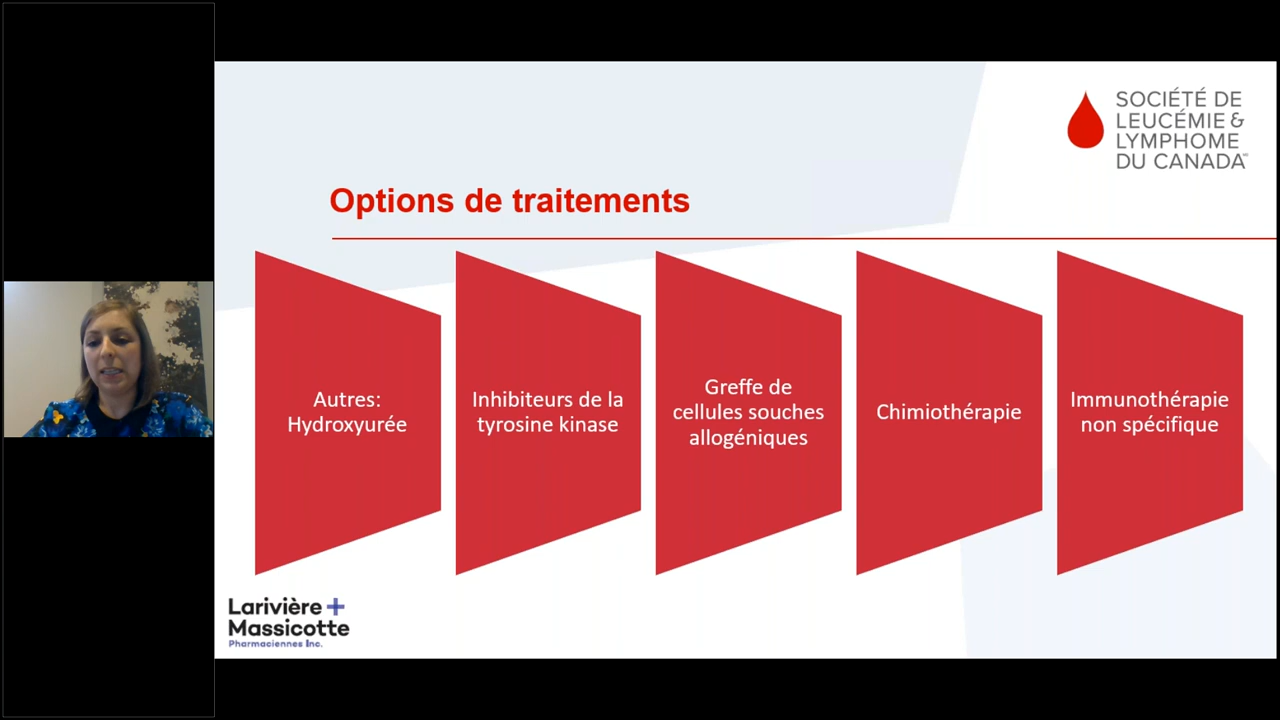 SOCIÉTÉ DE
LEUCÉMIE &
LYMPHOME
DU CANADA
Options de traitements
Autres:
Hydroxyurée
Inhibiteurs de la
tyrosine kinase
Greffe de
cellules souches
allogéniques
Chimiothérapie
Immunothérapie
non spécifique
Larivière +
Massicotte
Pharmaciennes Inc.